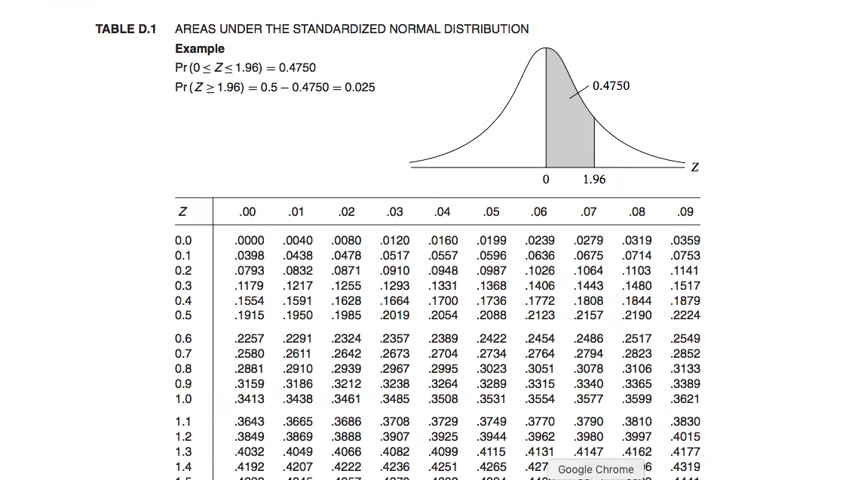 TABLE D.1 AREAS UNDER THE STANDARDIZED NORMAL DISTRIBUTION
Example
Pr (0 ≤ Z ≤ 1.96) = 0.4750
Pr (Z ≥ 1.96) = 0.5 − 0.4750 = 0.025
0.4750
Z
0 1.96
Z .00 .01 .02 .03 .04 .05 .06 .07 .08 .09
0.0 .0000 .0040 .0080 .0120 .0160 .0199 .0239 .0279 .0319 .0359
0.1 .0398 .0438 .0478 .0517 .0557 .0596 .0636 .0675 .0714 .0753
0.2 .0793 .0832 .0871 .0910 .0948 .0987 .1026 .1064 .1103 .1141
0.3 .1179 .1217 .1255 .1293 .1331 .1368 .1406 .1443 .1480 .1517
0.4 .1554 .1591 .1628 .1664 .1700 .1736 .1772 .1808 .1844 .1879
0.5 .1915 .1950 .1985 .2019 .2054 .2088 .2123 .2157 .2190 .2224
0.6 .2257 .2291 .2324 .2357 .2389 .2422 .2454 .2486 .2517 .2549
0.7 .2580 .2611 .2642 .2673 .2704 .2734 .2764 .2794 .2823 .2852
0.8 .2881 .2910 .2939 .2967 .2995 .3023 .3051 .3078 .3106 .3133
0.9 .3159 .3186 .3212 .3238 .3264 .3289 .3315 .3340 .3365 .3389
1.0 .3413 .3438 .3461 .3485 .3508 .3531 .3554 .3577 .3599 .3621
1.1 .3643 .3665 .3686 .3708 .3729 .3749 .3770 .3790 .3810 .3830
1.2 .3849 .3869 .3888 .3907 .3925 .3944 .3962 .3980 .3997 .4015
1.3 .4032 .4049 .4066 .4082 .4099 .4115 .4131 .4147 .4162 .4177
1.4 .4192 .4207 .4222 .4236 .4251 .4265 .4319
Google Chrome